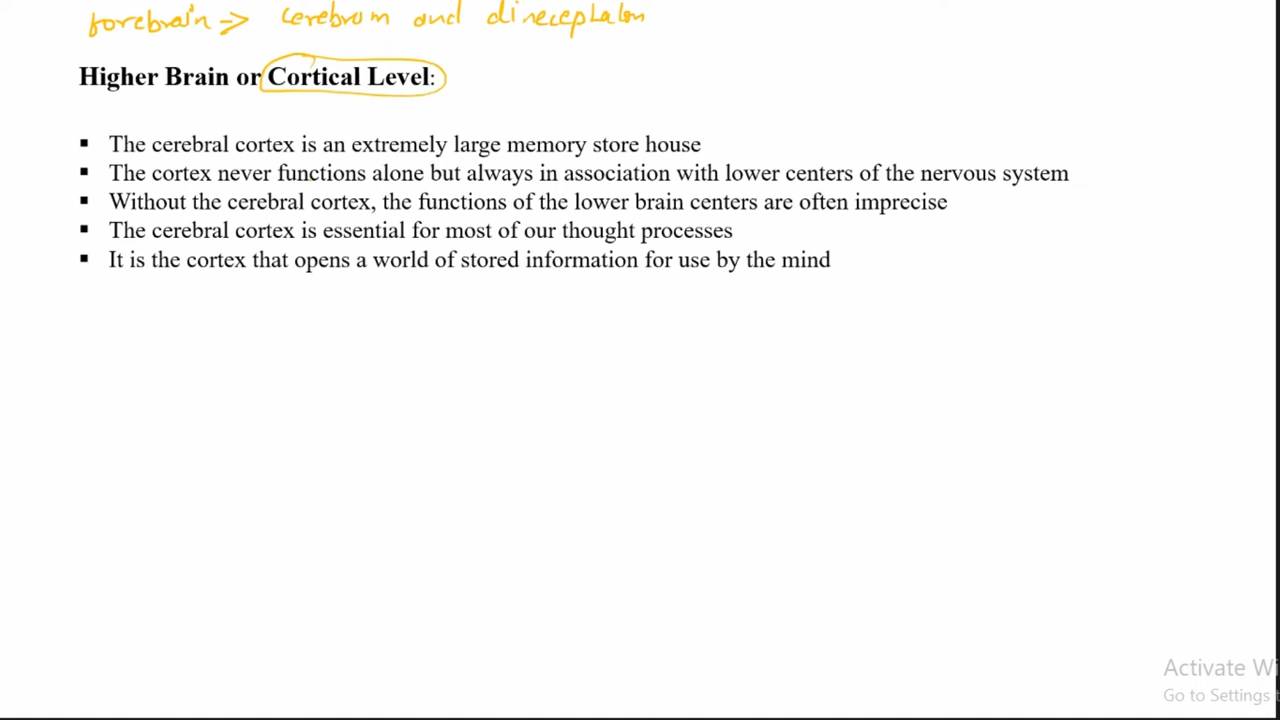 forebrain => cerebrum and direcephalon
Higher Brain or Cortical Level:
▪ The cerebral cortex is an extremely large memory store house
▪ The cortex never functions alone but always in association with lower centers of the nervous system
▪ Without the cerebral cortex, the functions of the lower brain centers are often imprecise
▪ The cerebral cortex is essential for most of our thought processes
▪ It is the cortex that opens a world of stored information for use by the mind
Activate Wi
Go to Settings t